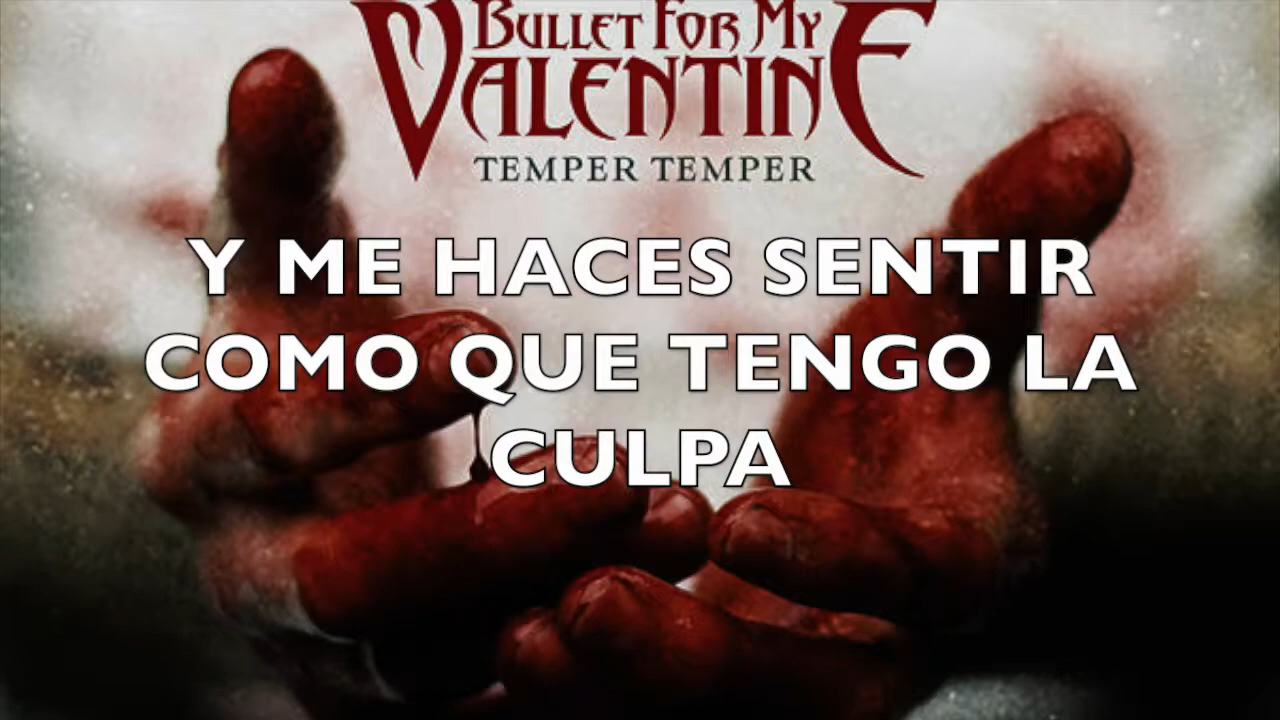 BULLET FOR MY
VALENTINE
TEMPER TEMPER
Y ME HACES SENTIR
COMO QUE TENGO LA
CULPA